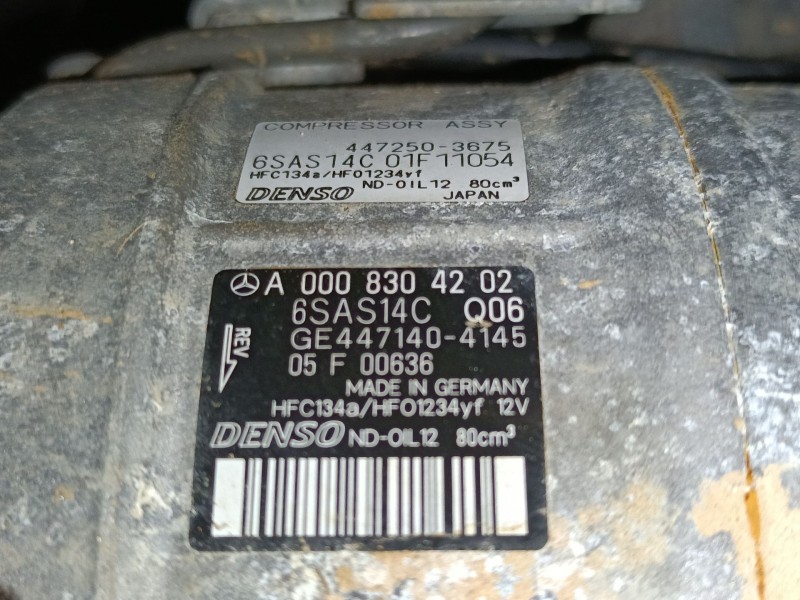 COMPRESSOR ASSY
447250-3675
6SAS14C 01F11054
HFC134a/HFO1234yf
DENSO ND-OIL12 80cm³
JAPAN
A 000 830 42 02
6SAS14C Q06
REV
GE447140-4145
05 F 00636
MADE IN GERMANY
HFC134a/HFO1234yf 12V
DENSO ND-OIL12 80cm³